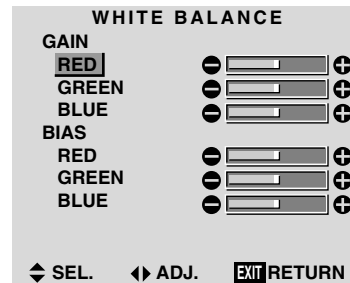 WHITE BALANCE
GAIN
RED
GREEN
BLUE
BIAS
RED
GREEN
BLUE
SEL. ADJ. EXIT RETURN